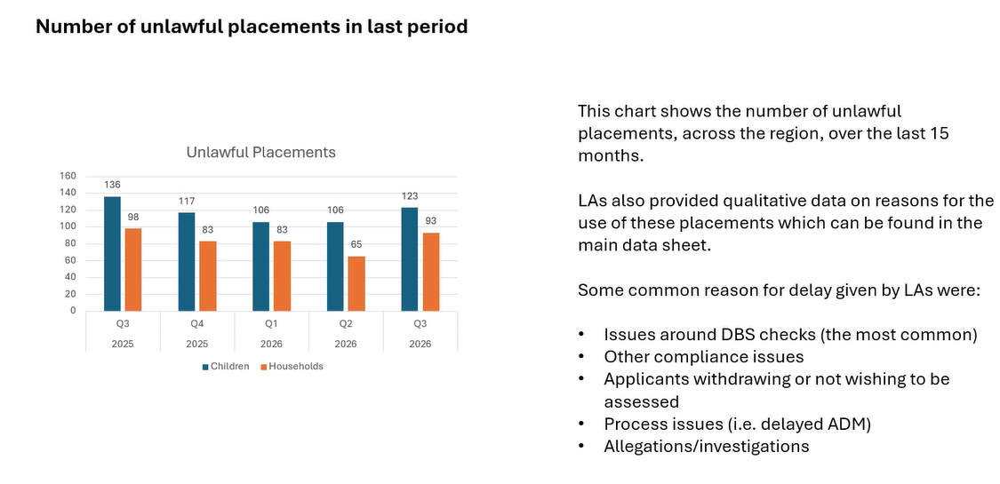 Number of unlawful placements in last period
Unlawful Placements
160
140
120
100
80
60
40
20
0
136
98
117
83
106
83
106
65
123
93
Q3
Q4
Q1
Q2
Q3
2025
2025
2026
2026
2026
Children
Households
This chart shows the number of unlawful
placements, across the region, over the last 15
months.
LAs also provided qualitative data on reasons for the
use of these placements which can be found in the
main data sheet.
Some common reason for delay given by LAs were:
• Issues around DBS checks (the most common)
• Other compliance issues
• Applicants withdrawing or not wishing to be
assessed
• Process issues (i.e. delayed ADM)
• Allegations/investigations